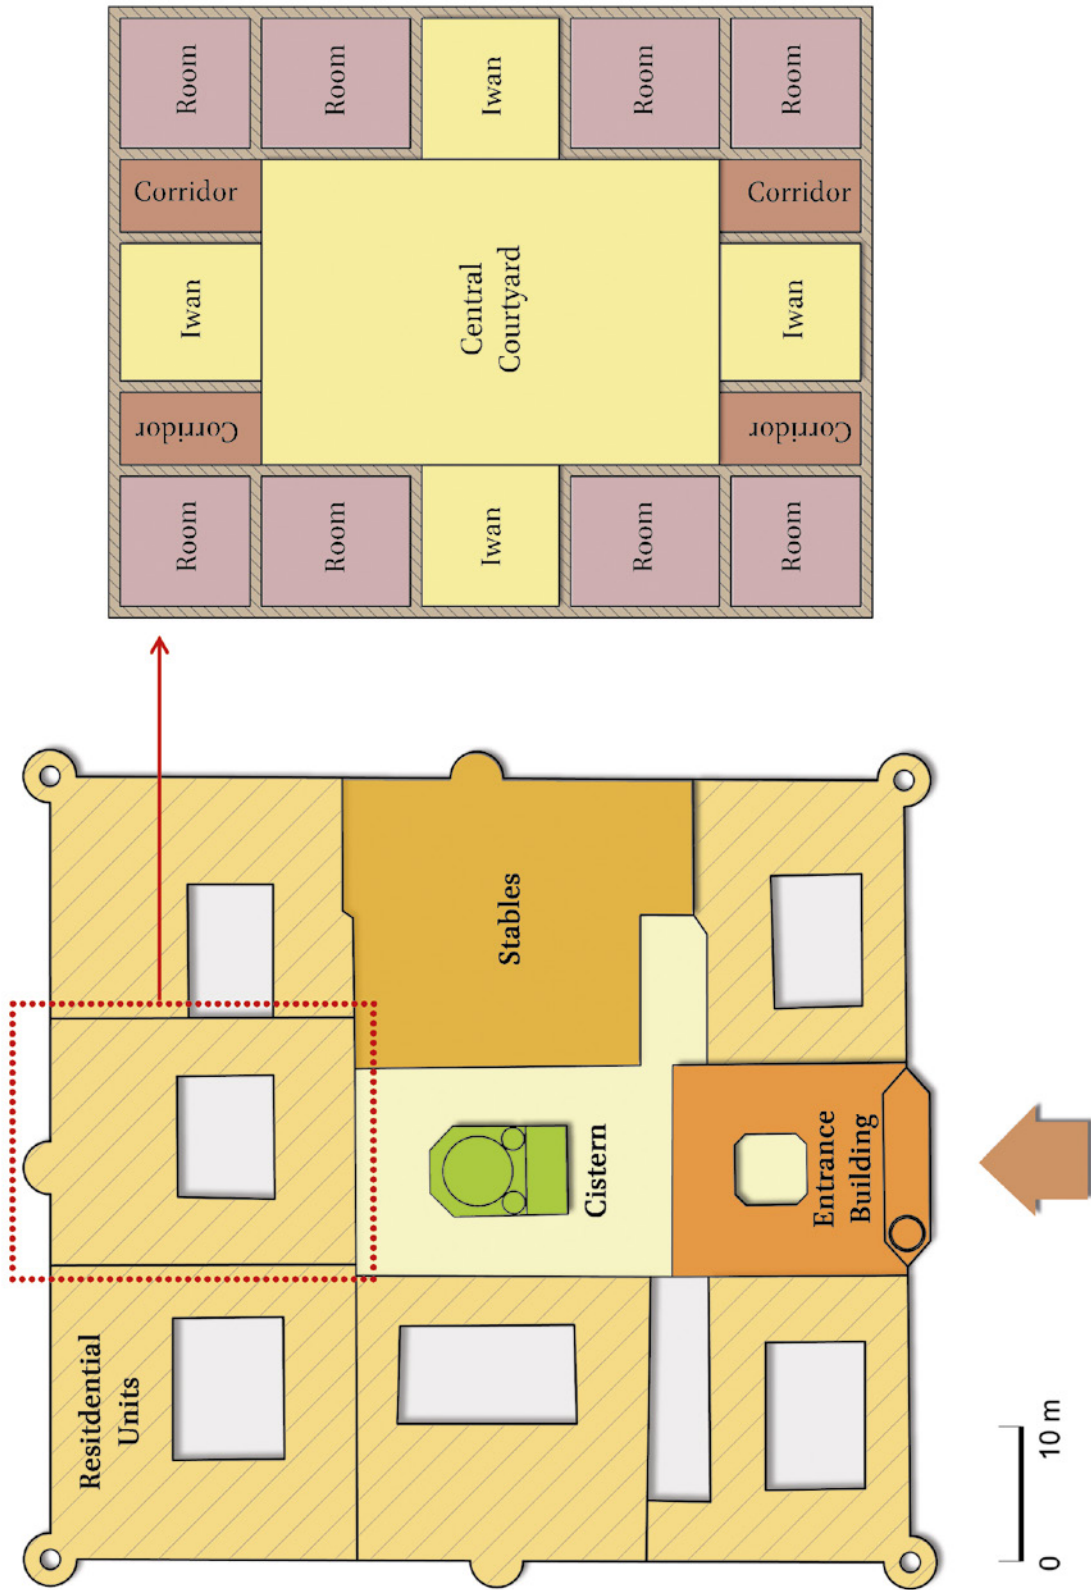 Room
Room
Iwan
Room
Room
Corridor
Corridor
Iwan
Central
Courtyard
Iwan
Corridor
Corridor
Room
Room
Iwan
Room
Room
Stables
Cistern
Entrance
Building
Resitdential
Units
0
10 m